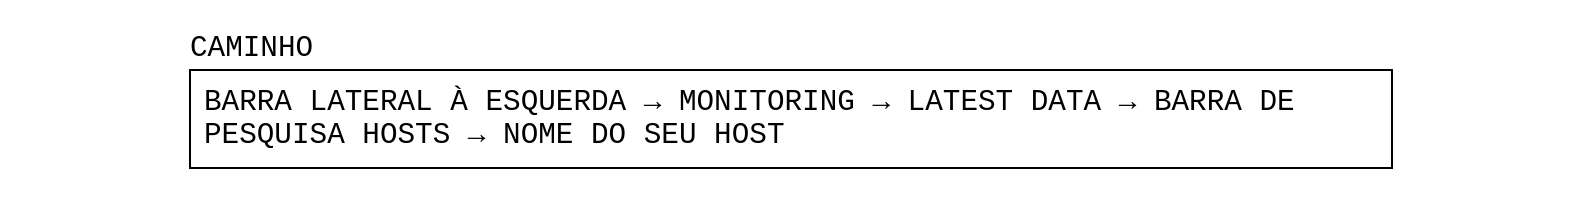 CAMINHO
BARRA LATERAL À ESQUERDA → MONITORING → LATEST DATA → BARRA DE
PESQUISA HOSTS → NOME DO SEU HOST